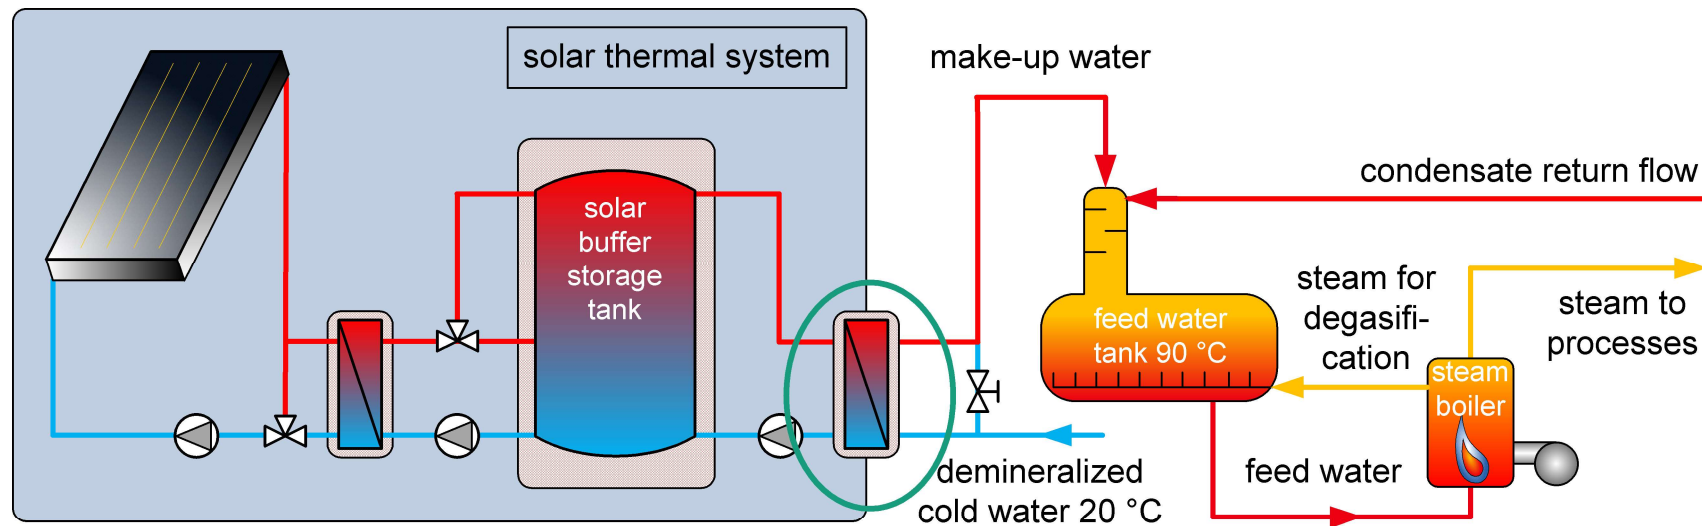 solar thermal system
make-up water
condensate return flow
solar
buffer
storage
tank
steam for
degasifi-
cation
steam to
processes
feed water
tank 90 °C
steam
boiler
demineralized
cold water 20 °C
feed water